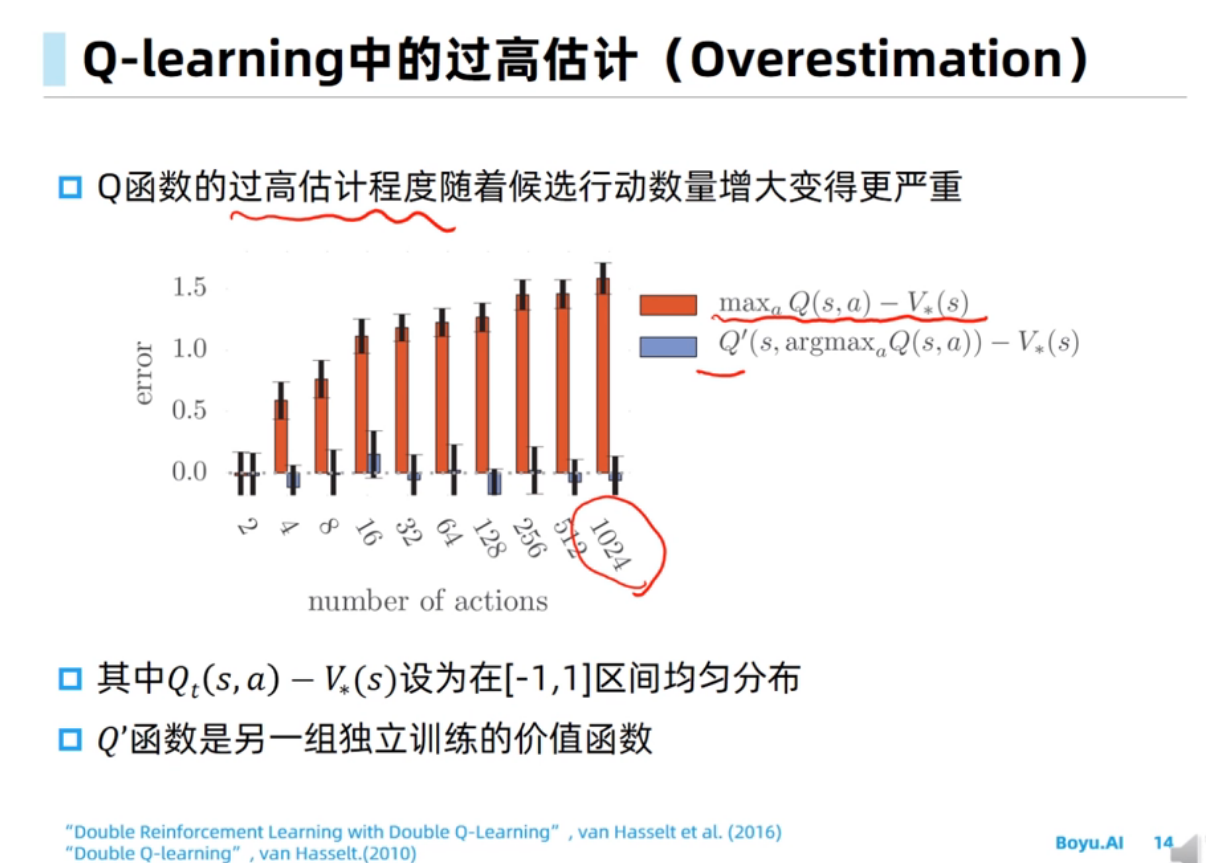 Q-learning中的过高估计（Overestimation）
Q函数的过高估计程度随着候选行动数量增大变得更严重
1.5
1.0
0.5
0.0
error
max_a Q(s, a) − V_*(s)
Q′(s, argmax_a Q(s, a)) − V_*(s)
2 4 8 16 32 64 128 256 512 1024
number of actions
其中Q_t(s, a) − V_*(s)设为在[-1,1]区间均匀分布
Q’函数是另一组独立训练的价值函数
“Double Reinforcement Learning with Double Q-Learning”, van Hasselt et al. (2016)
“Double Q-learning”, van Hasselt.(2010)
Boyu.AI 14